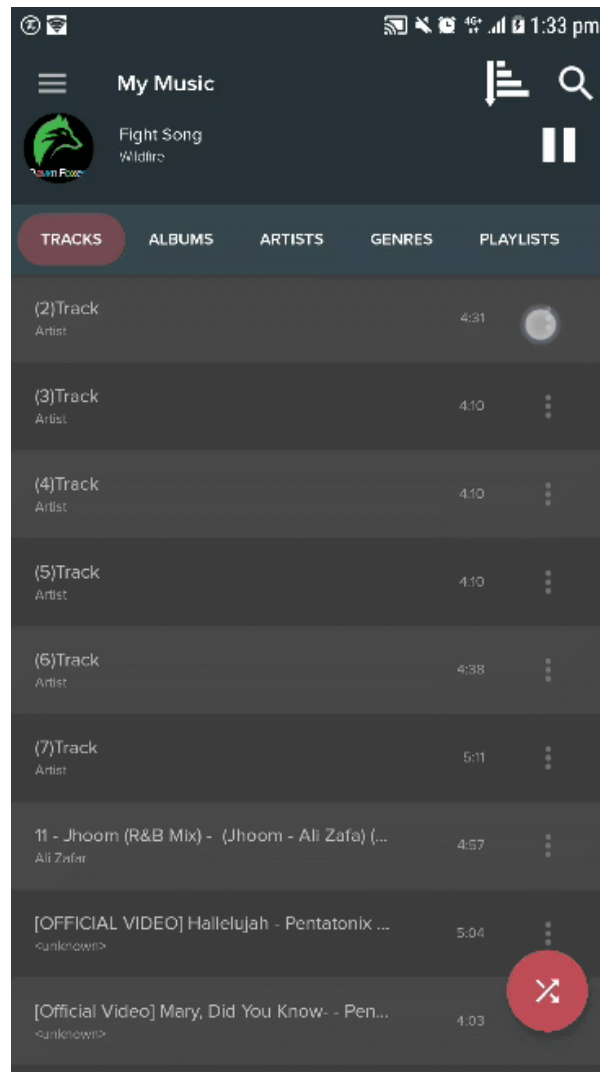 4G+ 1:33 pm
My Music
Fight Song
Wildfire
TRACKS ALBUMS ARTISTS GENRES PLAYLISTS
(2)Track
4:31
Artist
(3)Track
4:10
Artist
(4)Track
4:10
Artist
(5)Track
4:10
Artist
(6)Track
4:38
Artist
(7)Track
5:11
Artist
11 - Jhoom (R&B Mix) - (Jhoom - Ali Zafa) (...
4:57
Ali Zafar
[OFFICIAL VIDEO] Hallelujah - Pentatonix ...
5:04
<unknown>
[Official Video] Mary, Did You Know- - Pen...
4:03
<unknown>